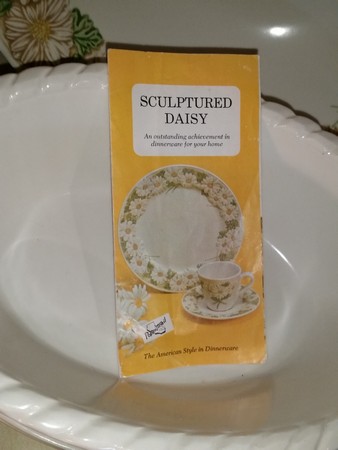 SCULPTURED
DAISY
An outstanding achievement in
dinnerware for your home
The American Style in Dinnerware